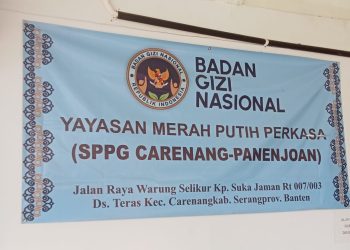 BADAN GIZI NASIONAL
REPUBLIK INDONESIA
BADAN
GIZI
NASIONAL
YAYASAN MERAH PUTIH PERKASA
(SPPG CARENANG-PANENJOAN)
Jalan Raya Warung Selikur Kp. Suka Jaman Rt 007/003
Ds. Teras Kec. Carenangkab. Serangprov. Banten